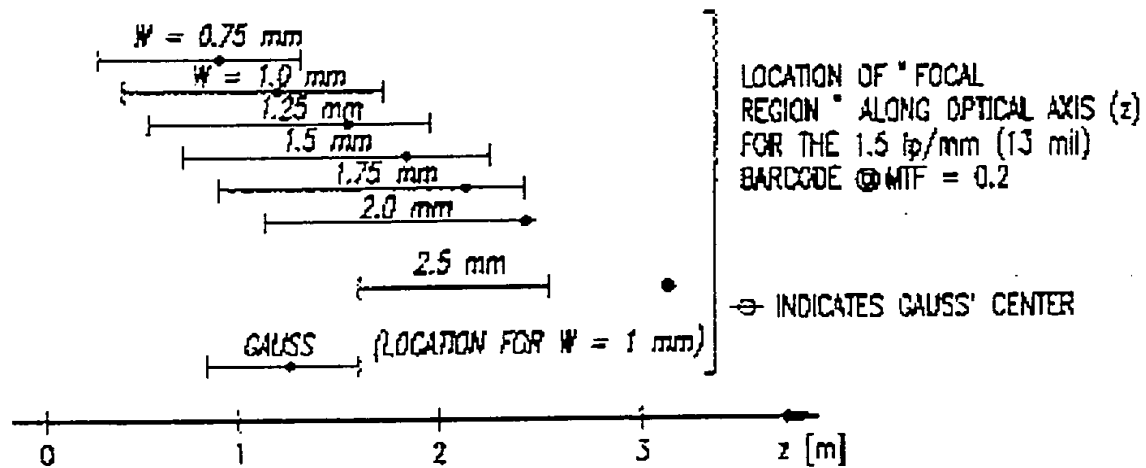 W = 0.75 mm
W = 1.0 mm
1.25 mm
1.5 mm
1.75 mm
2.0 mm
2.5 mm
GAUSS (LOCATION FOR W = 1 mm)
LOCATION OF " FOCAL
REGION " ALONG OPTICAL AXIS (z)
FOR THE 1.5 lp/mm (13 mil)
BARCODE @ MTF = 0.2
INDICATES GAUSS' CENTER
0 1 2 3 z [m]